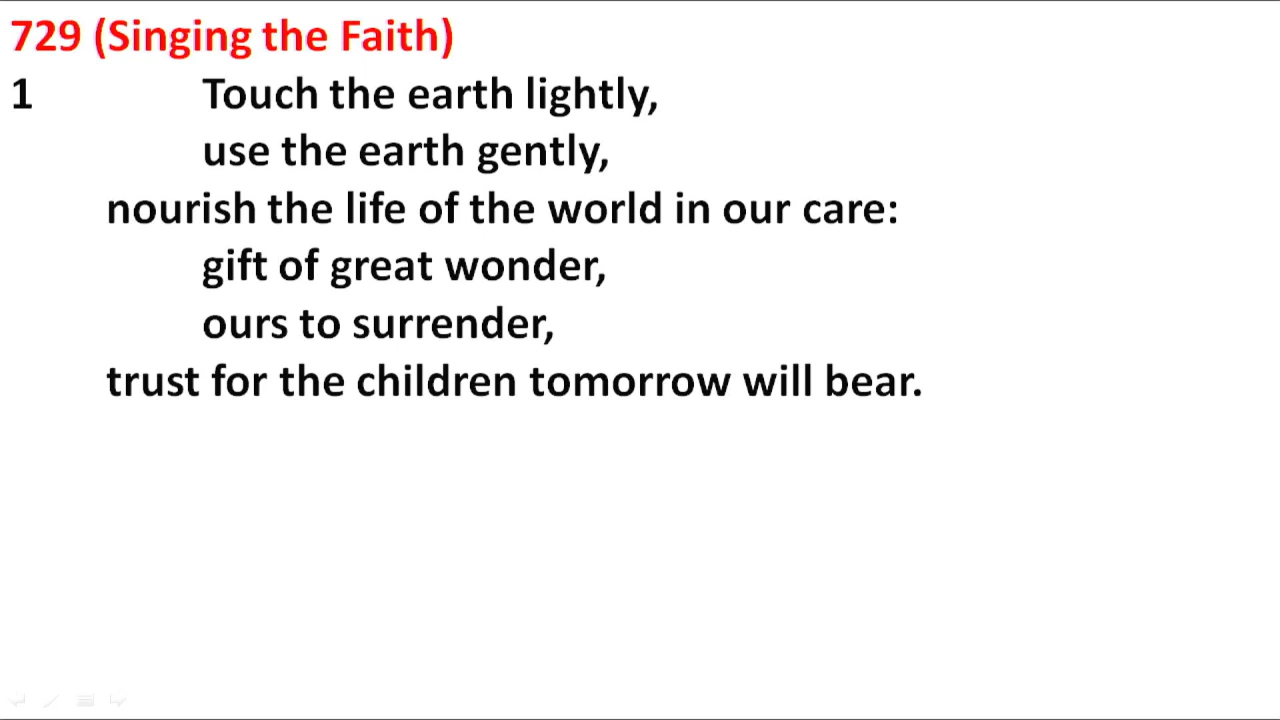 729 (Singing the Faith)
1 Touch the earth lightly,
use the earth gently,
nourish the life of the world in our care:
gift of great wonder,
ours to surrender,
trust for the children tomorrow will bear.